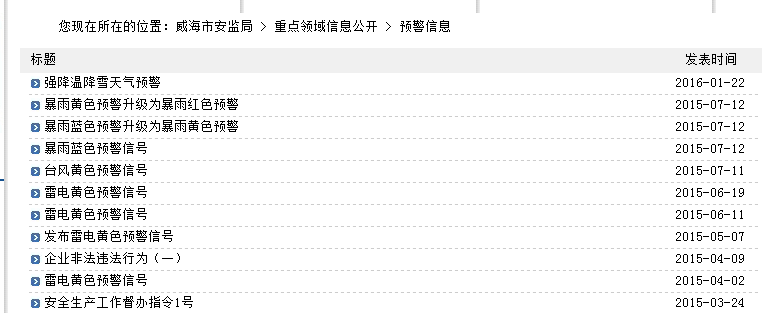 您现在所在的位置：威海市安监局 > 重点领域信息公开 > 预警信息
标题 发表时间
强降温降雪天气预警 2016-01-22
暴雨黄色预警升级为暴雨红色预警 2015-07-12
暴雨蓝色预警升级为暴雨黄色预警 2015-07-12
暴雨蓝色预警信号 2015-07-12
台风黄色预警信号 2015-07-11
雷电黄色预警信号 2015-06-19
雷电黄色预警信号 2015-06-11
发布雷电黄色预警信号 2015-05-07
企业非法违法行为（一） 2015-04-09
雷电黄色预警信号 2015-04-02
安全生产工作督办指令1号 2015-03-24